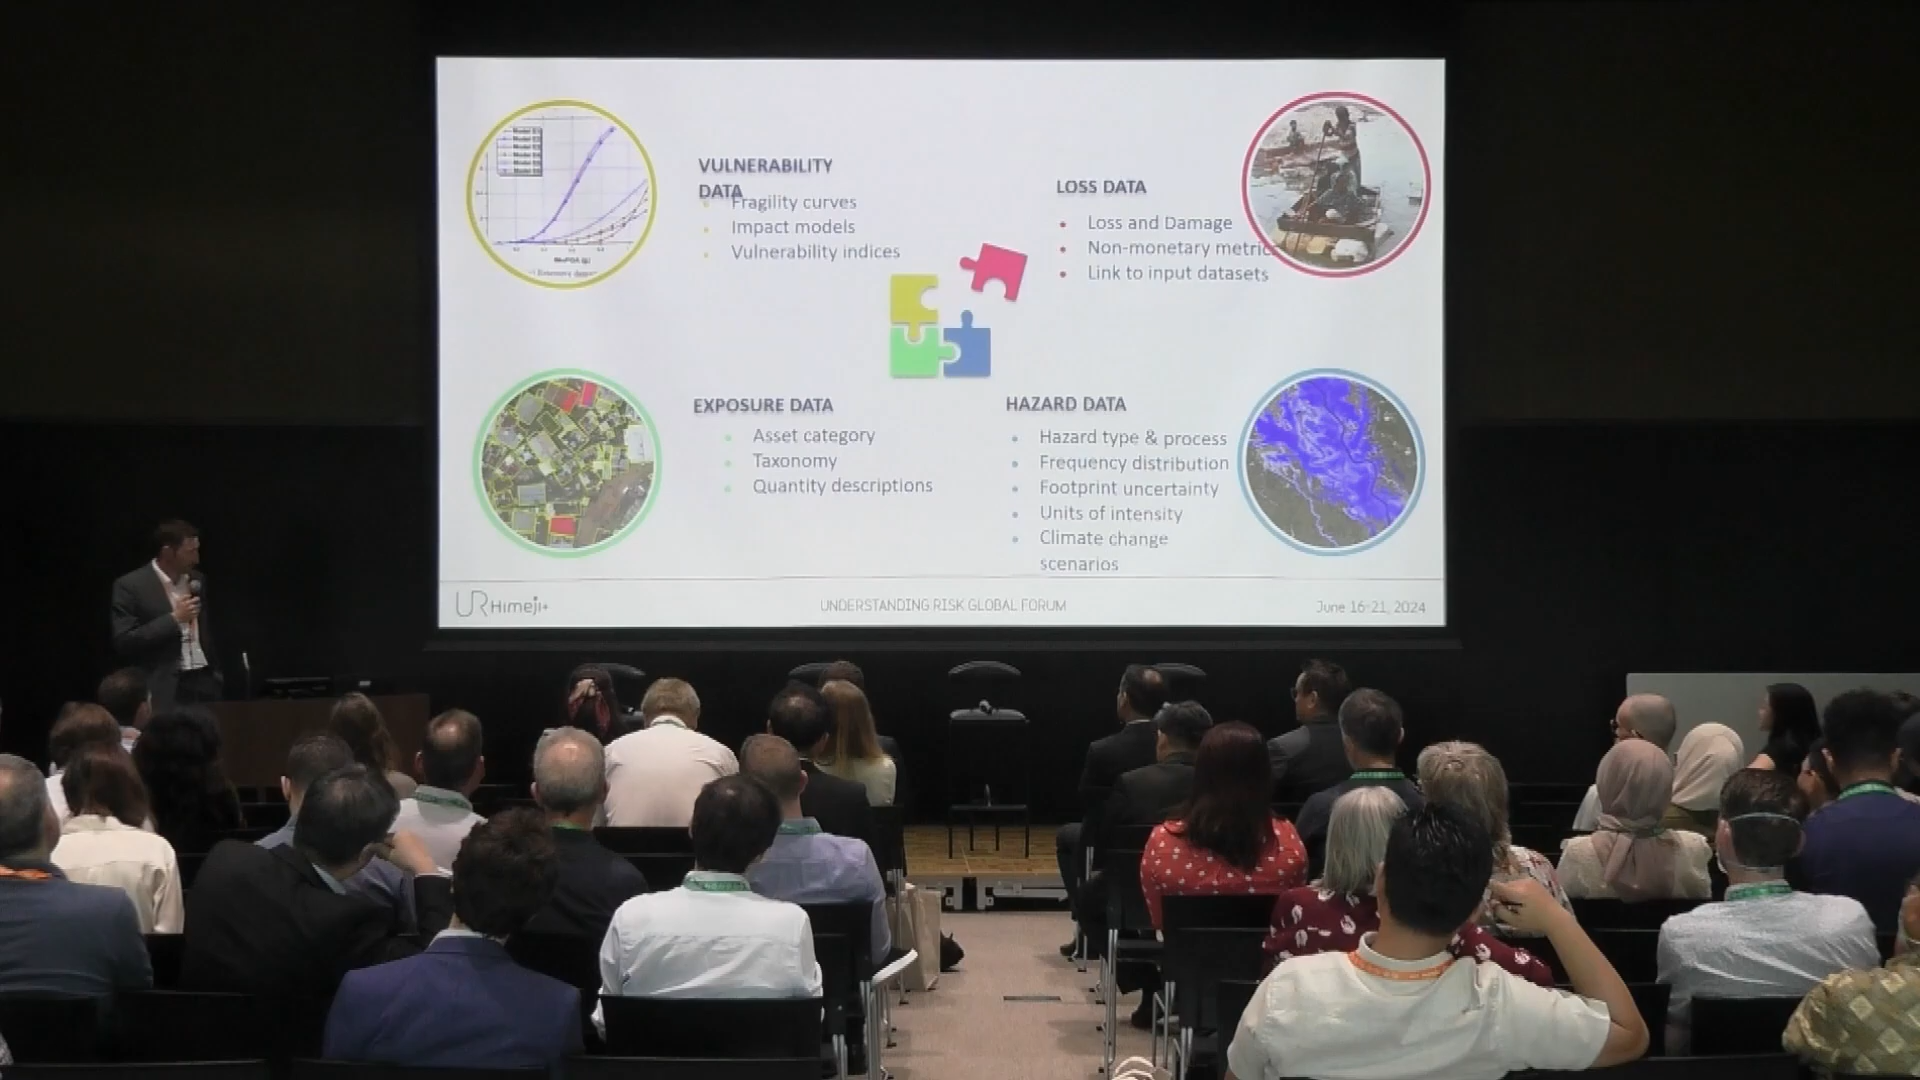 VULNERABILITY
DATA
Fragility curves
Impact models
Vulnerability indices
LOSS DATA
Loss and Damage
Non-monetary metric
Link to input datasets
EXPOSURE DATA
Asset category
Taxonomy
Quantity descriptions
HAZARD DATA
Hazard type & process
Frequency distribution
Footprint uncertainty
Units of intensity
Climate change
scenarios
UR Himeji+
UNDERSTANDING RISK GLOBAL FORUM
June 16-21, 2024